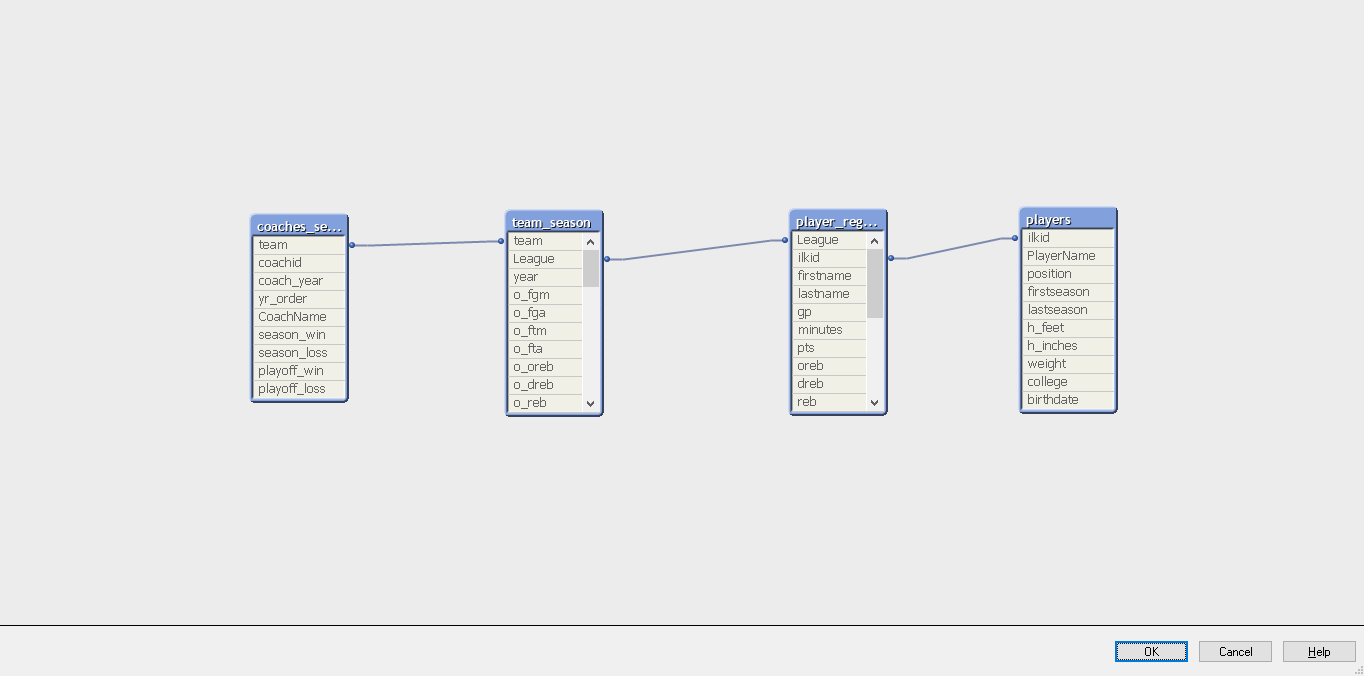 coaches_se...
team
coachid
coach_year
yr_order
CoachName
season_win
season_loss
playoff_win
playoff_loss
team_season
team
League
year
o_fgm
o_fga
o_ftm
o_fta
o_oreb
o_dreb
o_reb
player_reg...
League
ilkid
firstname
lastname
gp
minutes
pts
oreb
dreb
reb
players
ilkid
PlayerName
position
firstseason
lastseason
h_feet
h_inches
weight
college
birthdate
OK
Cancel
Help